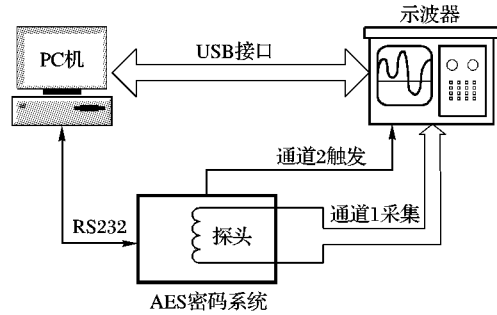 示波器
PC机
USB接口
通道2触发
RS232
探头
通道1采集
AES密码系统